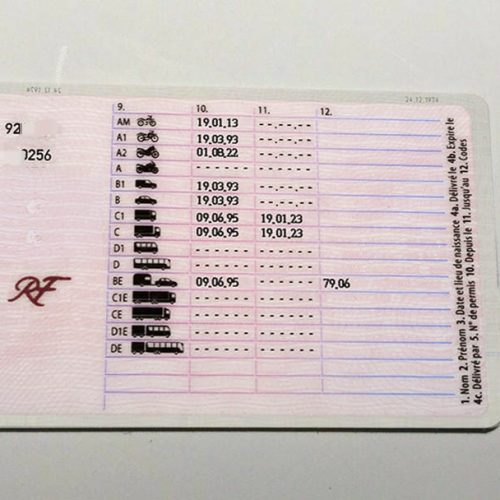 24.12.1974
9. 10. 11. 12.
92
0256
AM 19.01.13 --.--.--
A1 19.03.93 --.--.--
A2 01.08.22 --.--.--
A
B1 19.03.93
B 19.03.93
C1 09.06.95 19.01.23
C 09.06.95 19.01.23
D1
D
BE 09.06.95 79.06
C1E
CE
D1E
DE
RF
1. Nom 2. Prénom 3. Date et lieu de naissance 4a. Délivré le 4b. Expire le
4c. Délivré par 5. N° de permis 10. Depuis le 11. Jusqu'au 12. Codes